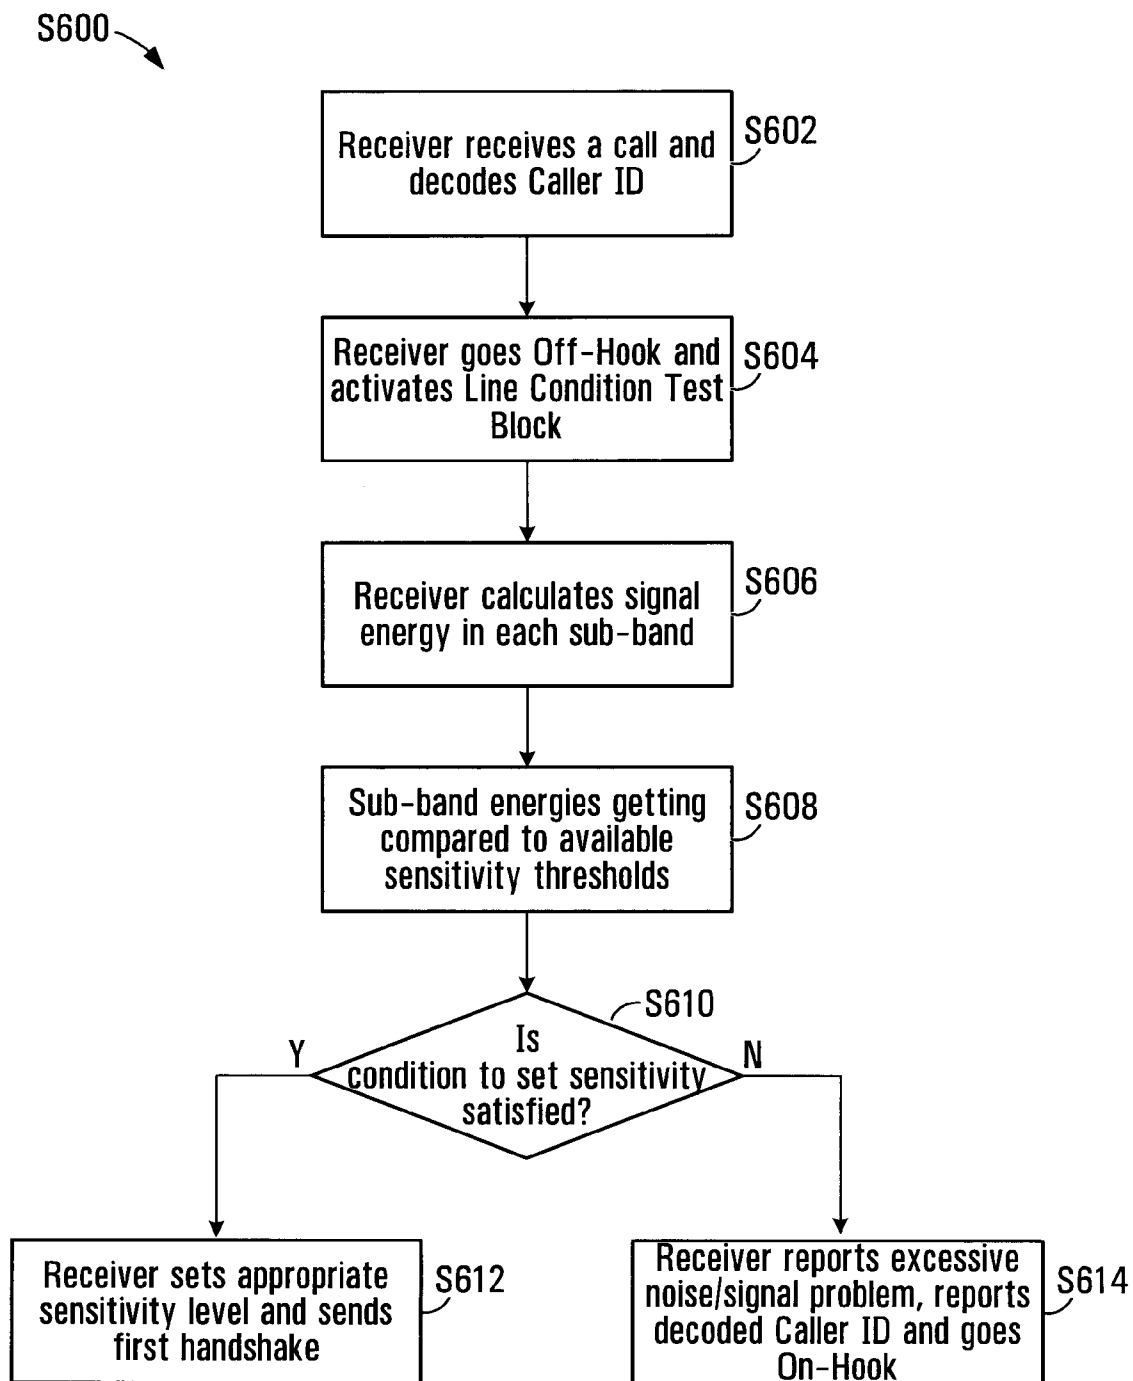 S600
Receiver receives a call and
decodes Caller ID
S602
Receiver goes Off-Hook and
activates Line Condition Test
Block
S604
Receiver calculates signal
energy in each sub-band
S606
Sub-band energies getting
compared to available
sensitivity thresholds
S608
S610
Is
condition to set sensitivity
satisfied?
Y
N
Receiver sets appropriate
sensitivity level and sends
first handshake
S612
Receiver reports excessive
noise/signal problem, reports
decoded Caller ID and goes
On-Hook
S614